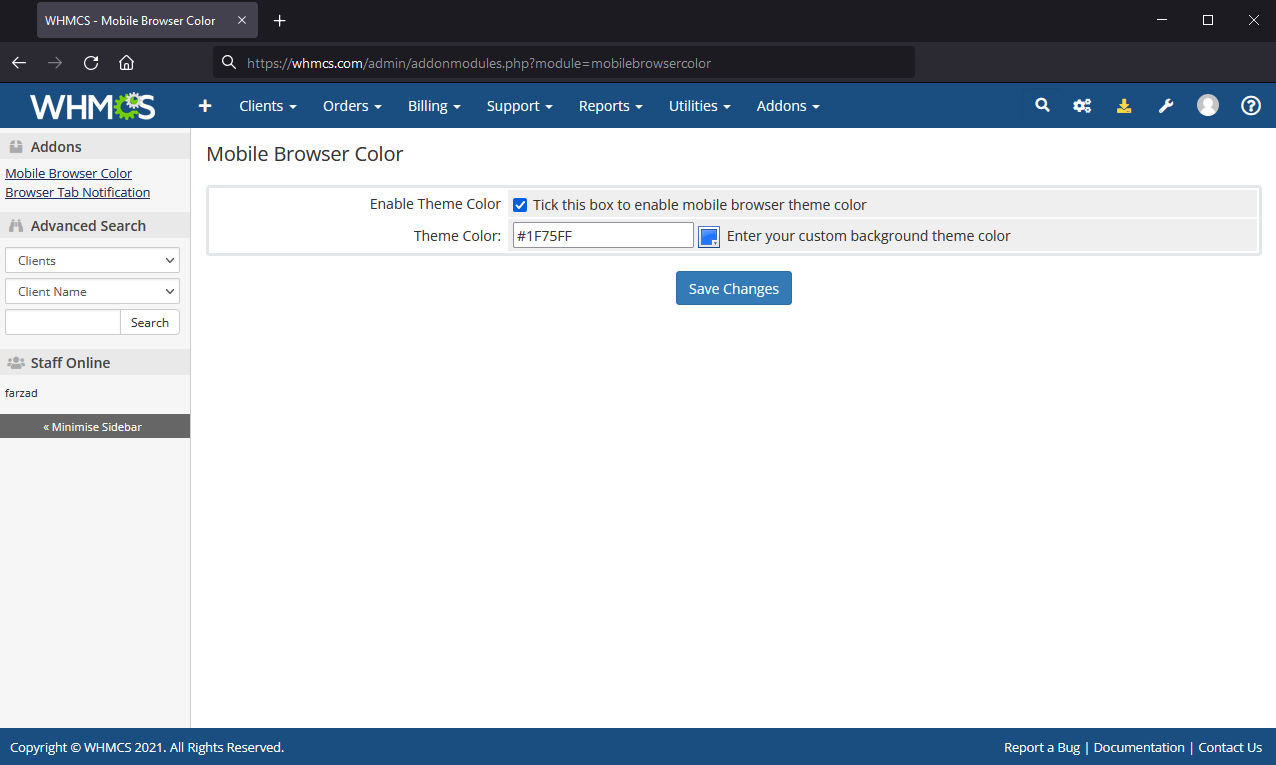 WHMCS - Mobile Browser Color
https://whmcs.com/admin/addonmodules.php?module=mobilebrowsercolor
WHMCS Clients Orders Billing Support Reports Utilities Addons
Addons
Mobile Browser Color
Browser Tab Notification
Advanced Search
Clients
Client Name
Search
Staff Online
farzad
« Minimise Sidebar
Mobile Browser Color
Enable Theme Color Tick this box to enable mobile browser theme color
Theme Color: #1F75FF Enter your custom background theme color
Save Changes
Copyright © WHMCS 2021. All Rights Reserved. Report a Bug | Documentation | Contact Us